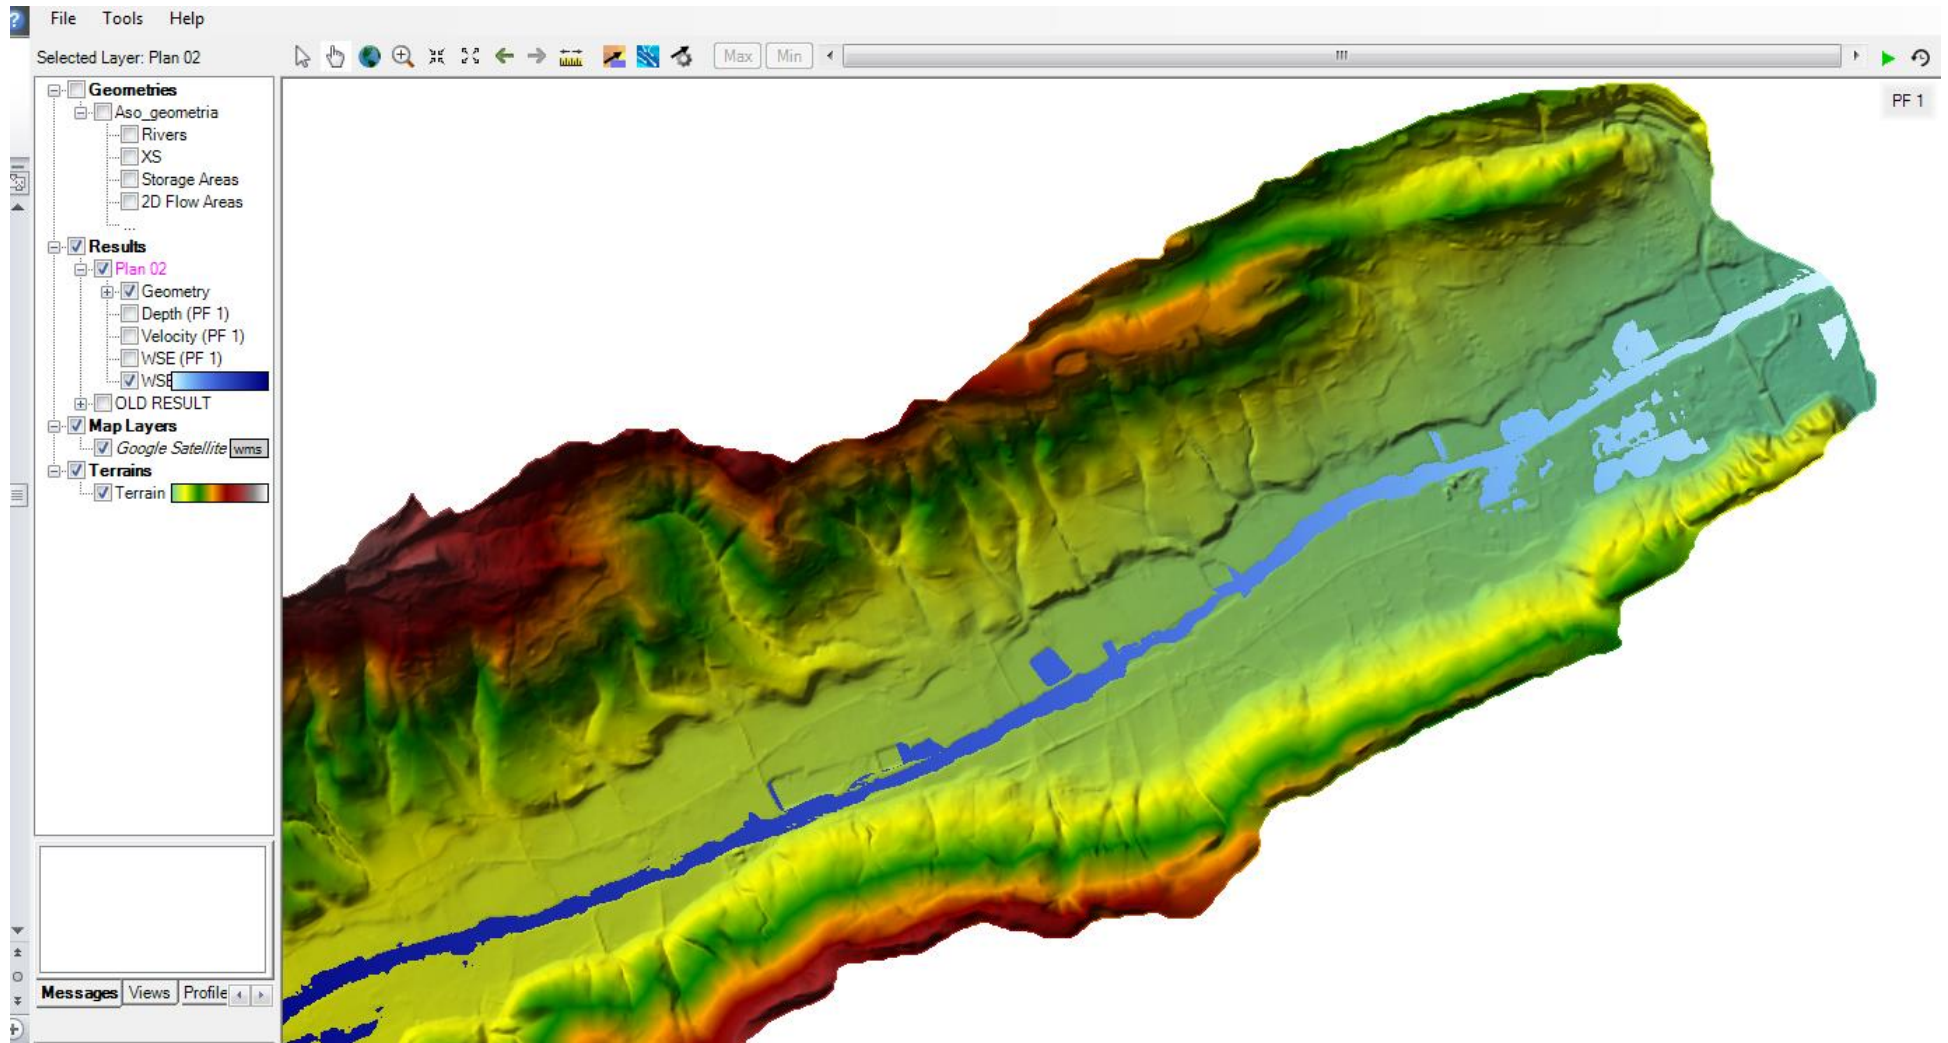 File Tools Help
Selected Layer: Plan 02
Max Min
Geometries
Aso_geometria
Rivers
XS
Storage Areas
2D Flow Areas
...
Results
Plan 02
Geometry
Depth (PF 1)
Velocity (PF 1)
WSE (PF 1)
WSE
OLD RESULT
Map Layers
Google Satellite wms
Terrains
Terrain
PF 1
Messages Views Profile